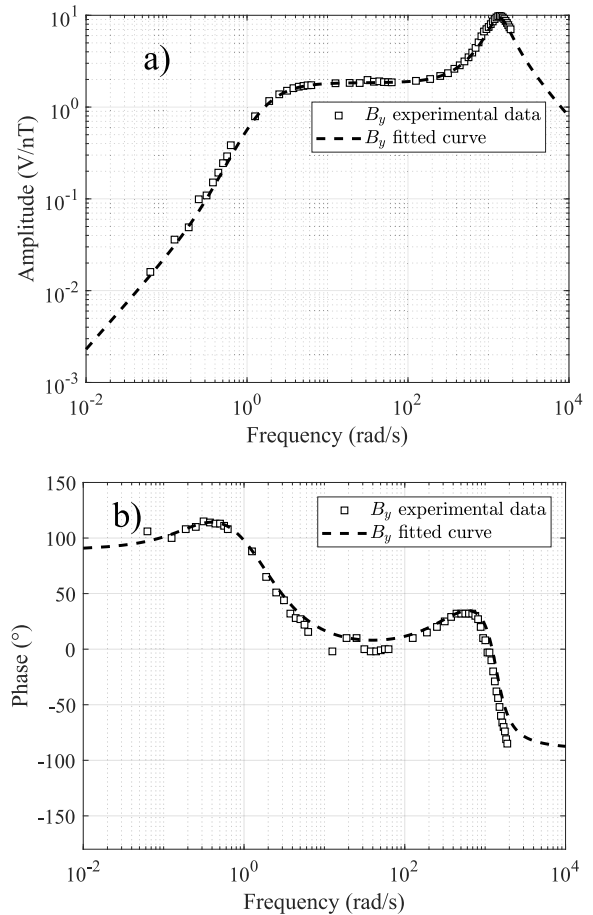 a)
10^1
10^0
10^-1
10^-2
10^-3
Amplitude (V/nT)
B_y experimental data
B_y fitted curve
10^-2 10^0 10^2 10^4
Frequency (rad/s)
b)
150
100
50
0
-50
-100
-150
Phase (°)
B_y experimental data
B_y fitted curve
10^-2 10^0 10^2 10^4
Frequency (rad/s)